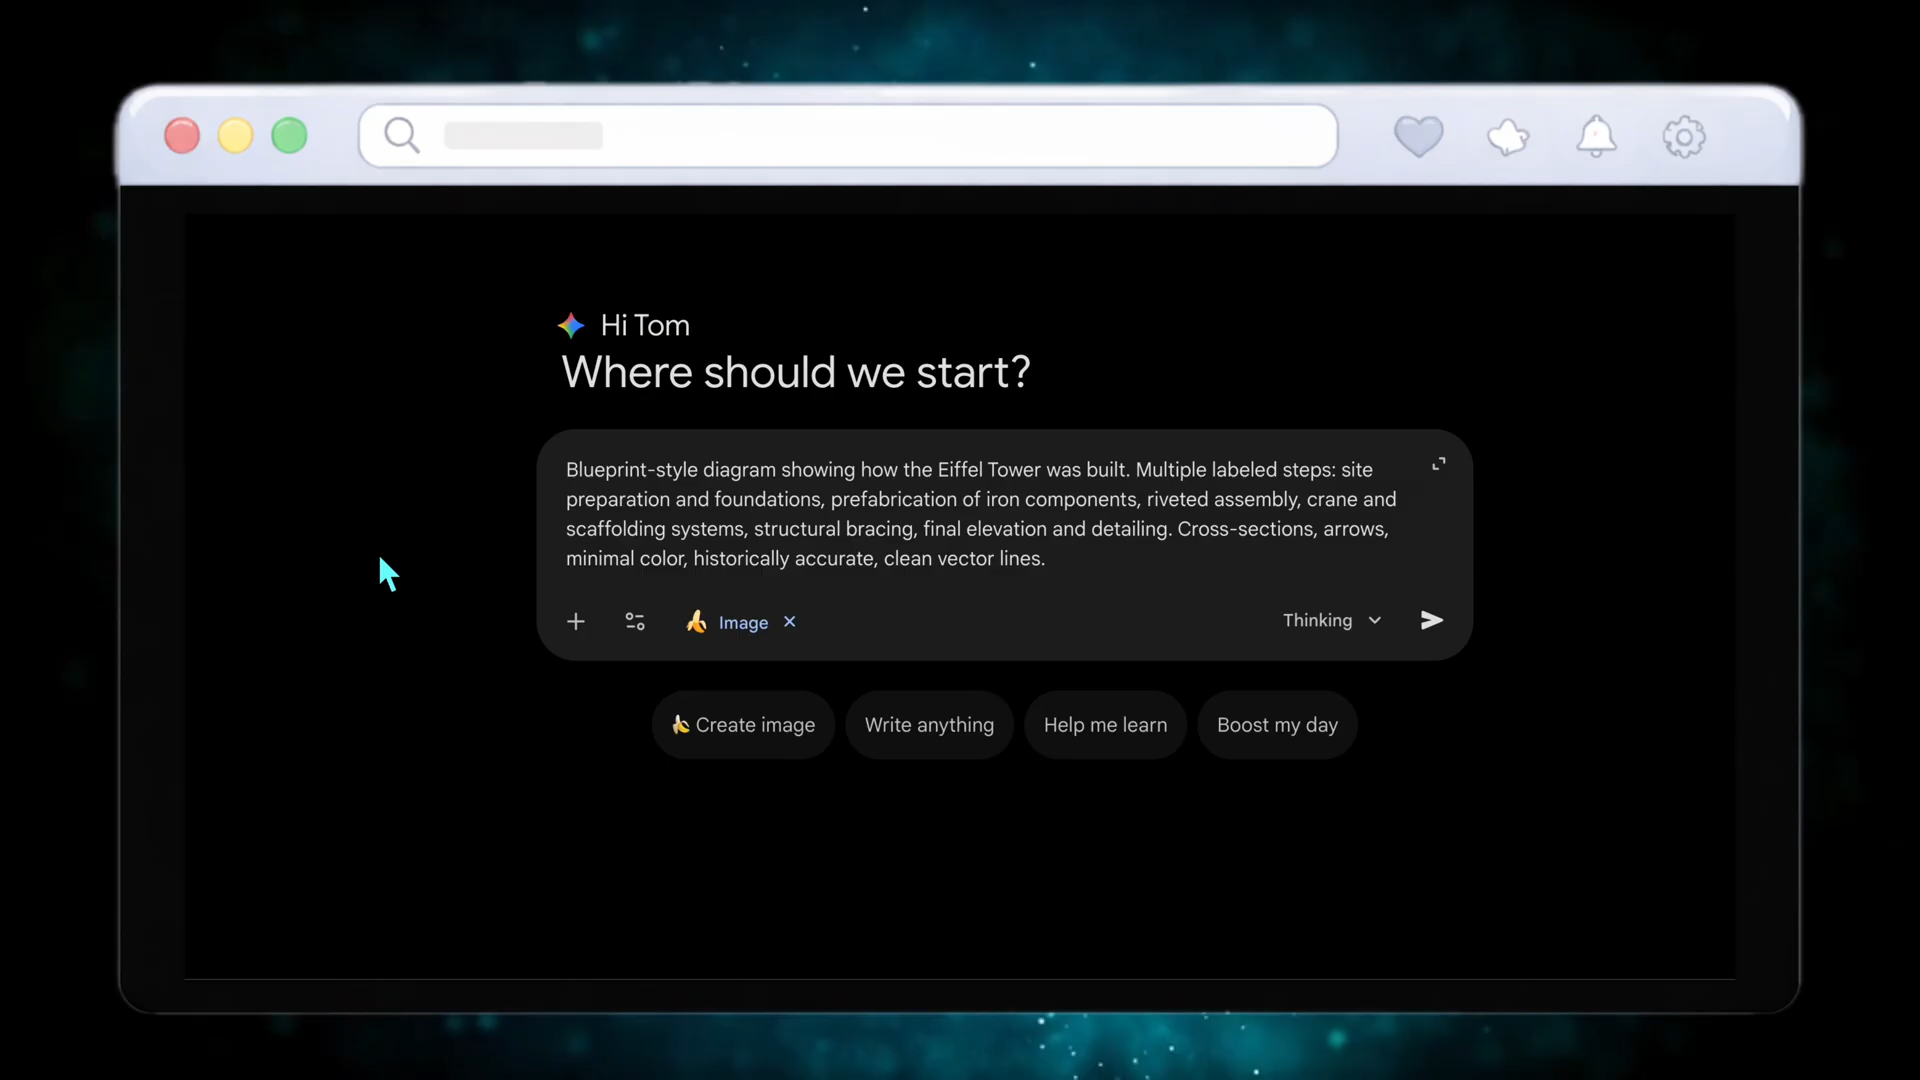 Hi Tom
Where should we start?
Blueprint-style diagram showing how the Eiffel Tower was built. Multiple labeled steps: site
preparation and foundations, prefabrication of iron components, riveted assembly, crane and
scaffolding systems, structural bracing, final elevation and detailing. Cross-sections, arrows,
minimal color, historically accurate, clean vector lines.
Image
Thinking
Create image
Write anything
Help me learn
Boost my day